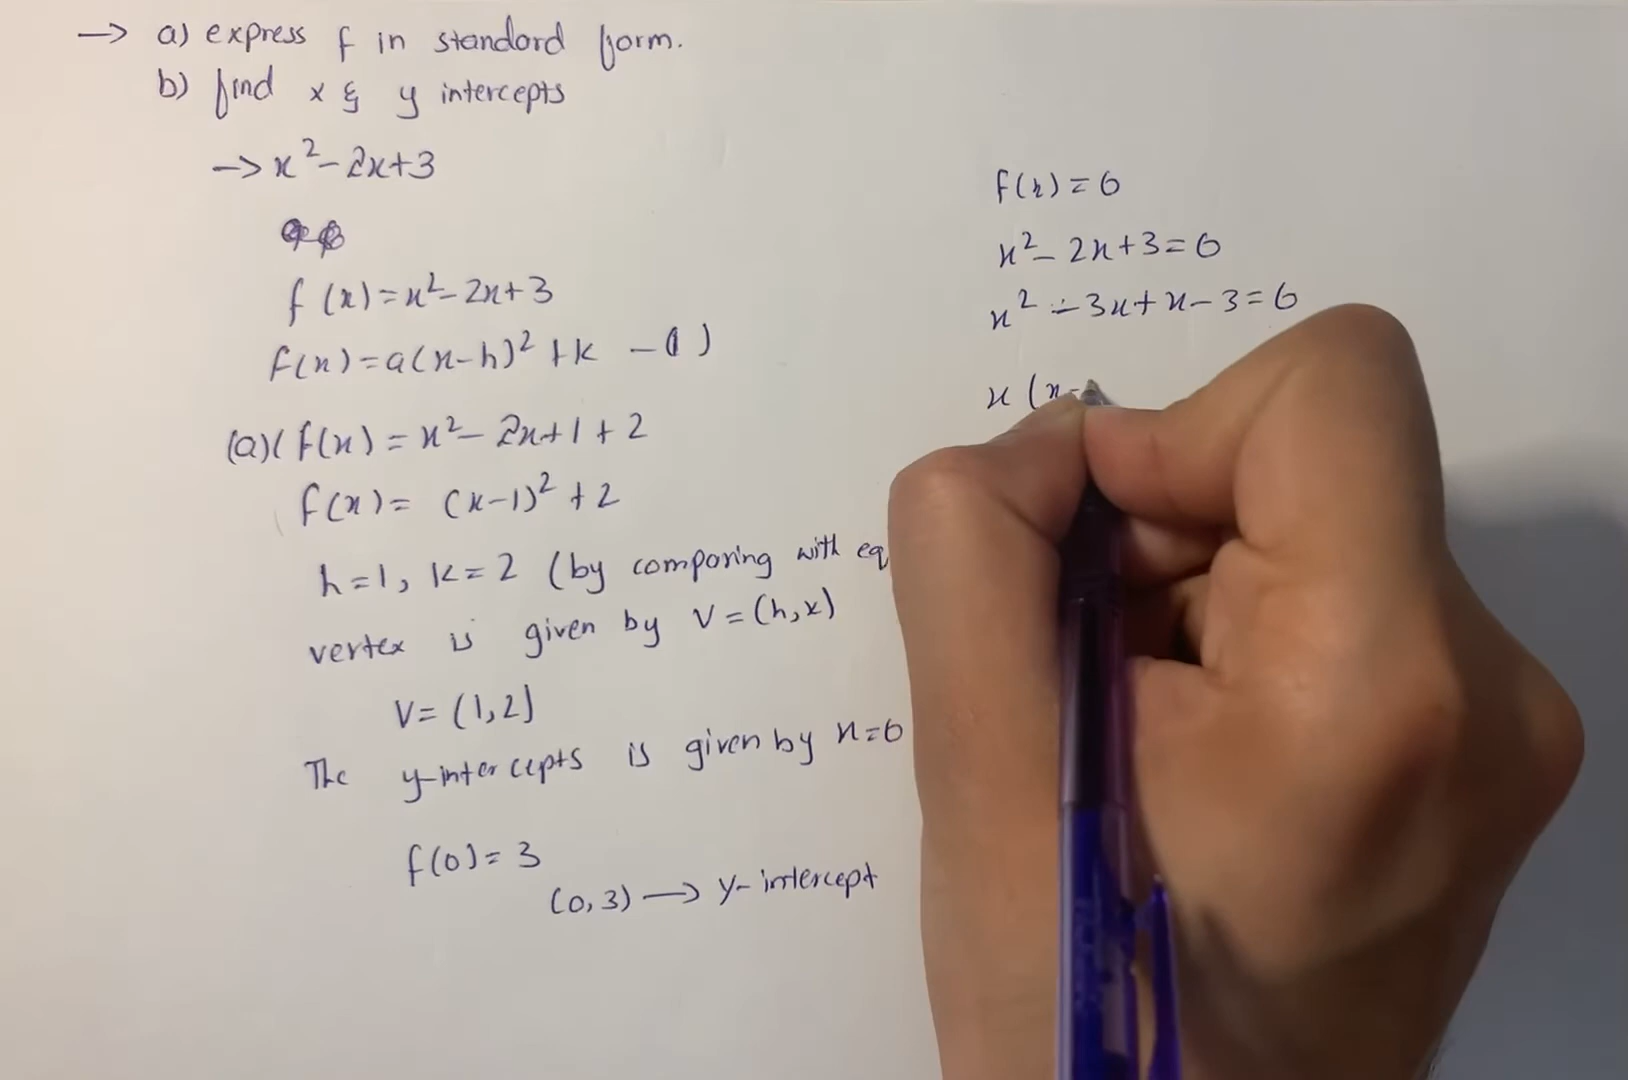 → a) express f in standard form.
b) find x & y intercepts
→ x² - 2x + 3
f(x) = x² - 2x + 3
f(x) = a(x-h)² + k - (1)
(a) ( f(x) = x² - 2x + 1 + 2
f(x) = (x-1)² + 2
h = 1, k = 2 (by comparing with eq
vertex is given by V = (h, k)
V = (1, 2)
The y-intercepts is given by x = 0
f(0) = 3
(0, 3) → y-intercept
f(x) = 0
x² - 2x + 3 = 0
x² - 3x + x - 3 = 0
x (x -